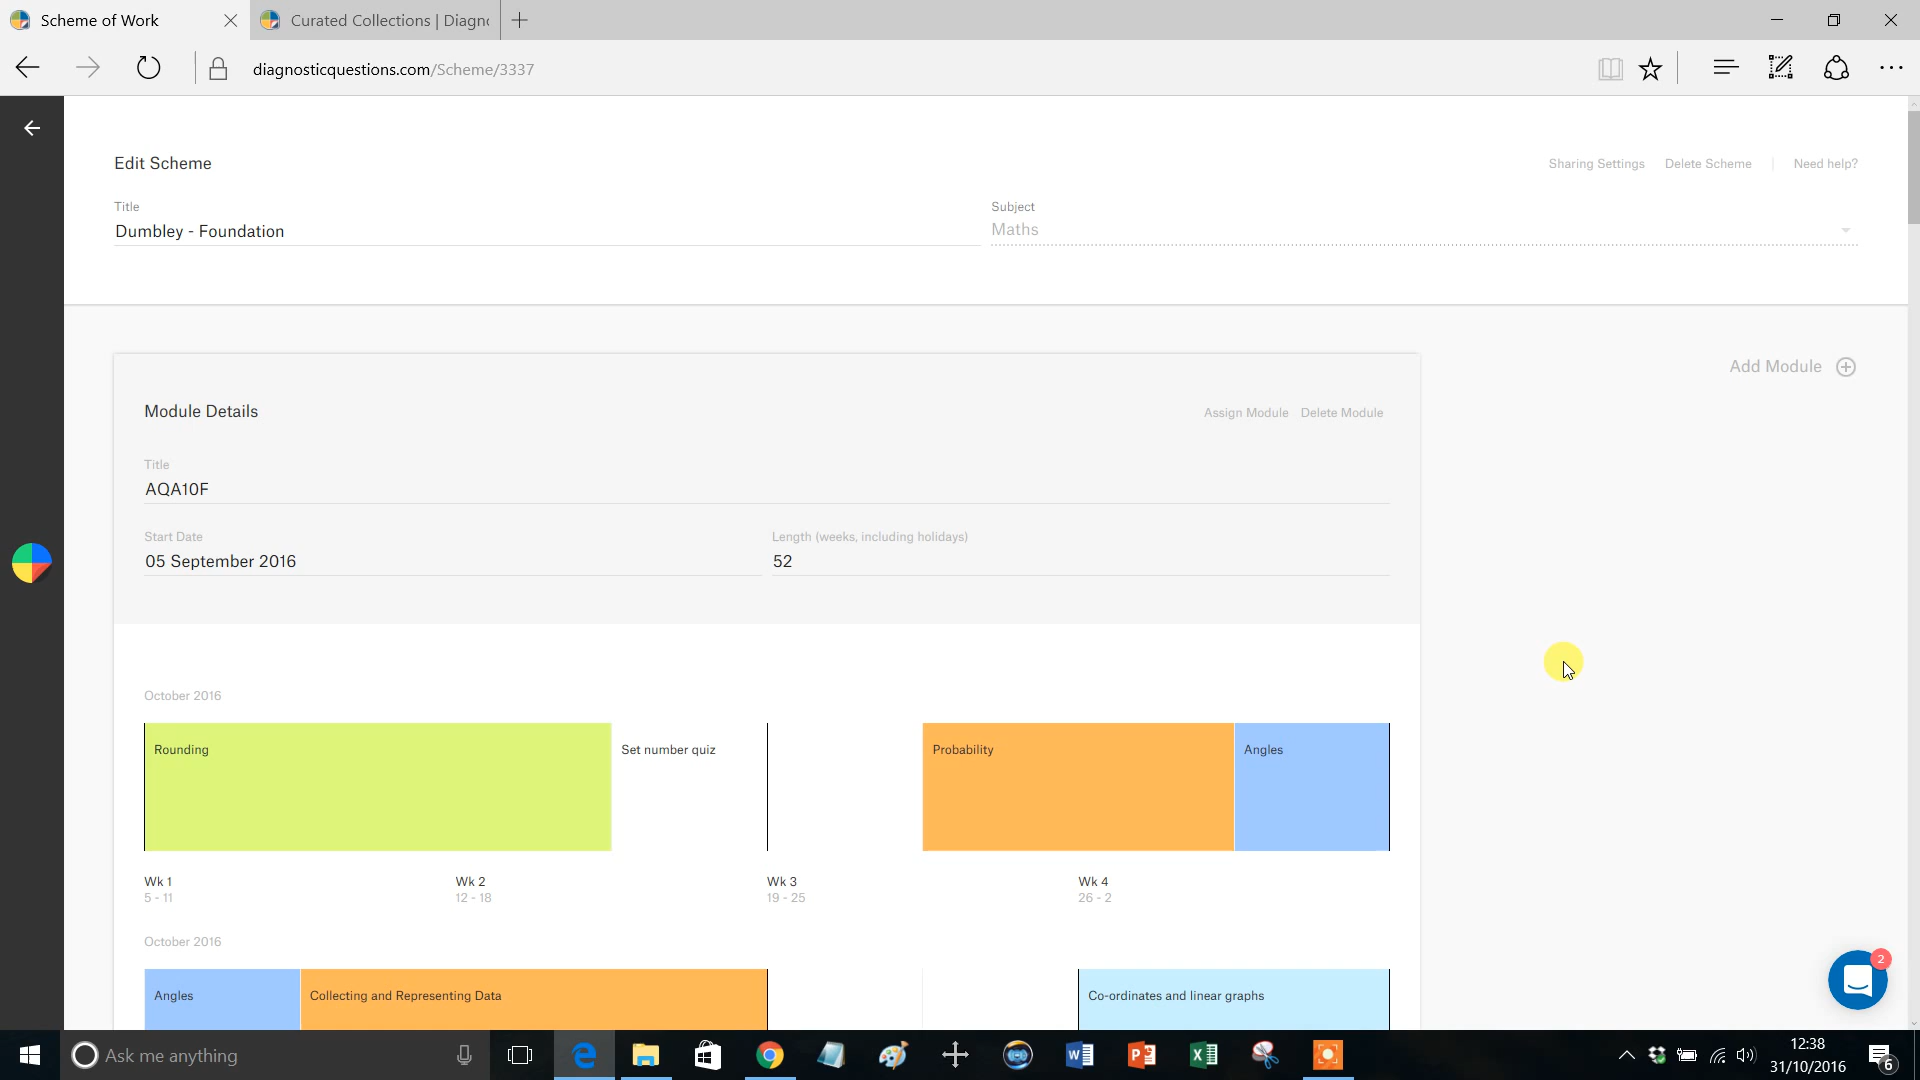 Scheme of Work
Curated Collections | Diagn
diagnosticquestions.com/Scheme/3337
Edit Scheme
Sharing Settings Delete Scheme | Need help?
Title
Dumbley - Foundation
Subject
Maths
Add Module
Module Details
Assign Module Delete Module
Title
AQA10F
Start Date
05 September 2016
Length (weeks, including holidays)
52
October 2016
Rounding
Set number quiz
Probability
Angles
Wk 1
5 - 11
Wk 2
12 - 18
Wk 3
19 - 25
Wk 4
26 - 2
October 2016
Angles
Collecting and Representing Data
Co-ordinates and linear graphs
2
Ask me anything
12:38
31/10/2016
6